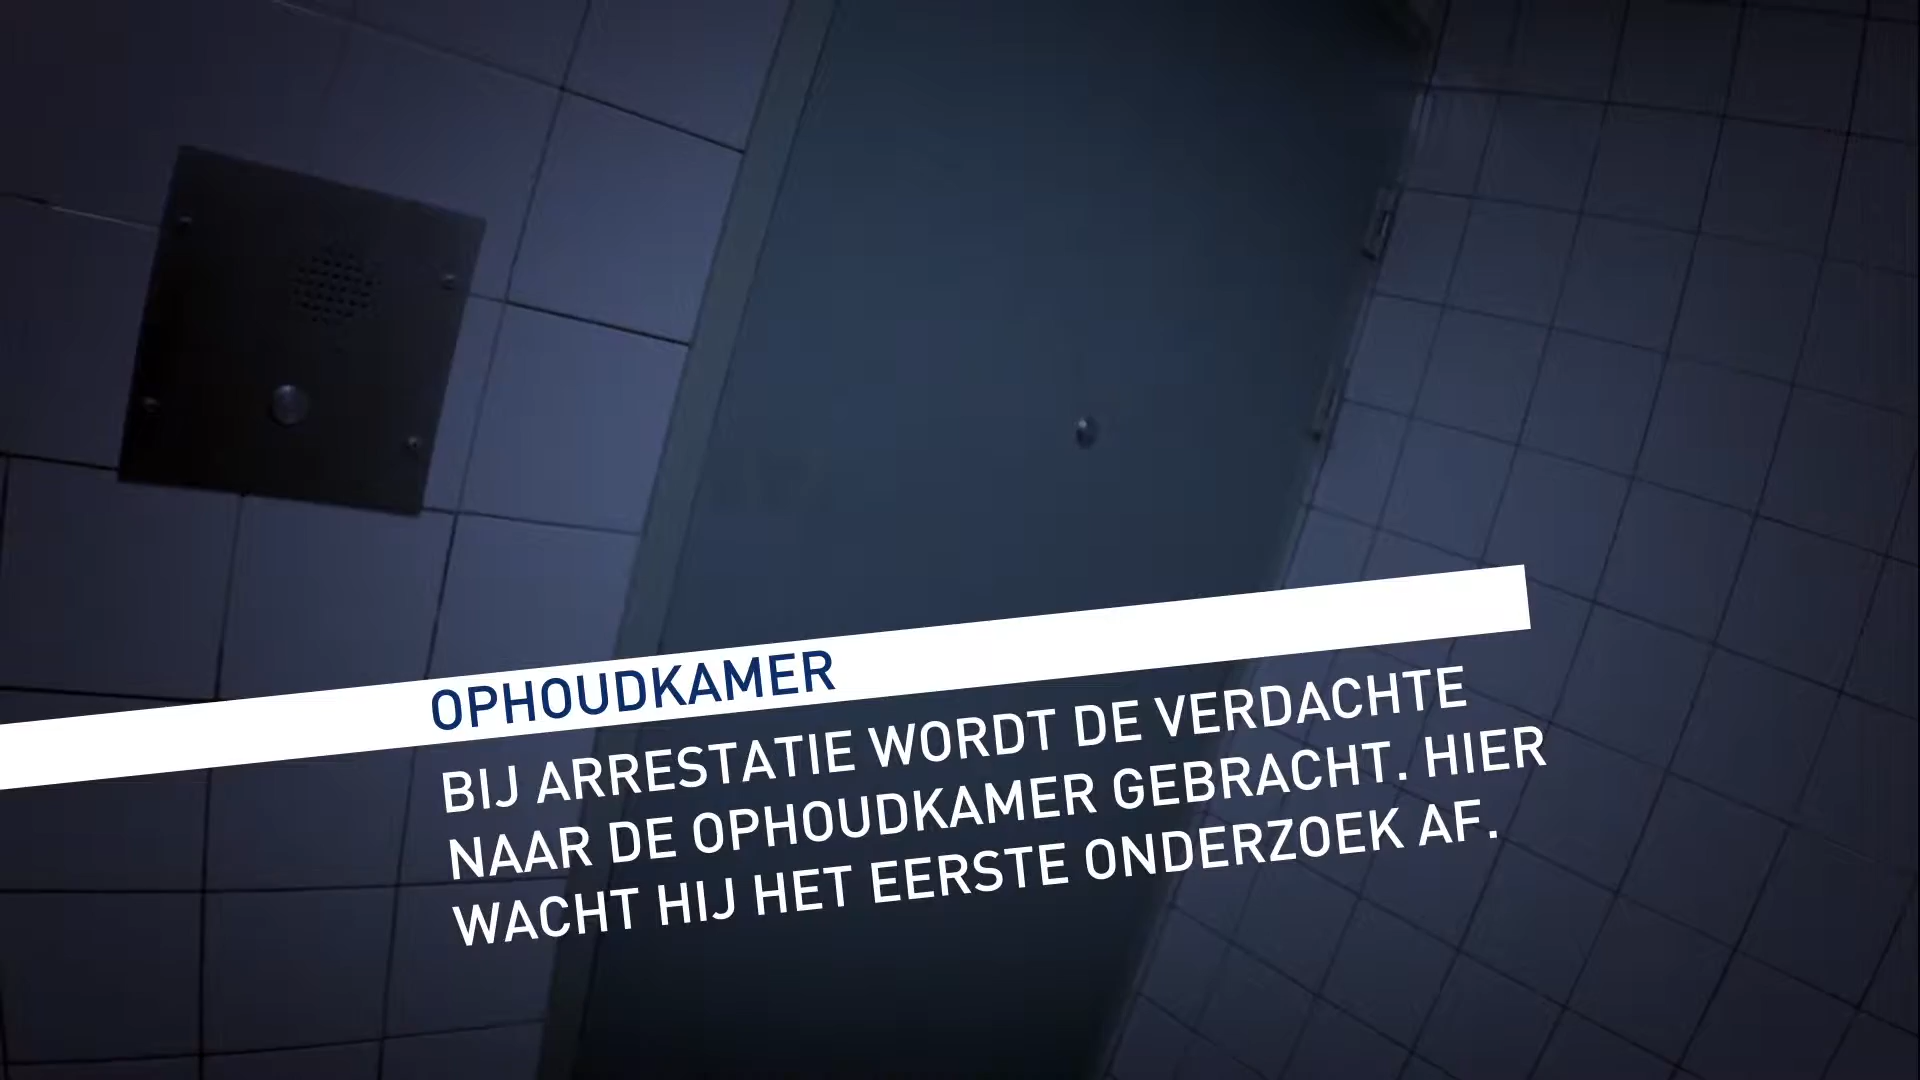 OPHOUDKAMER
BIJ ARRESTATIE WORDT DE VERDACHTE
NAAR DE OPHOUDKAMER GEBRACHT. HIER
WACHT HIJ HET EERSTE ONDERZOEK AF.